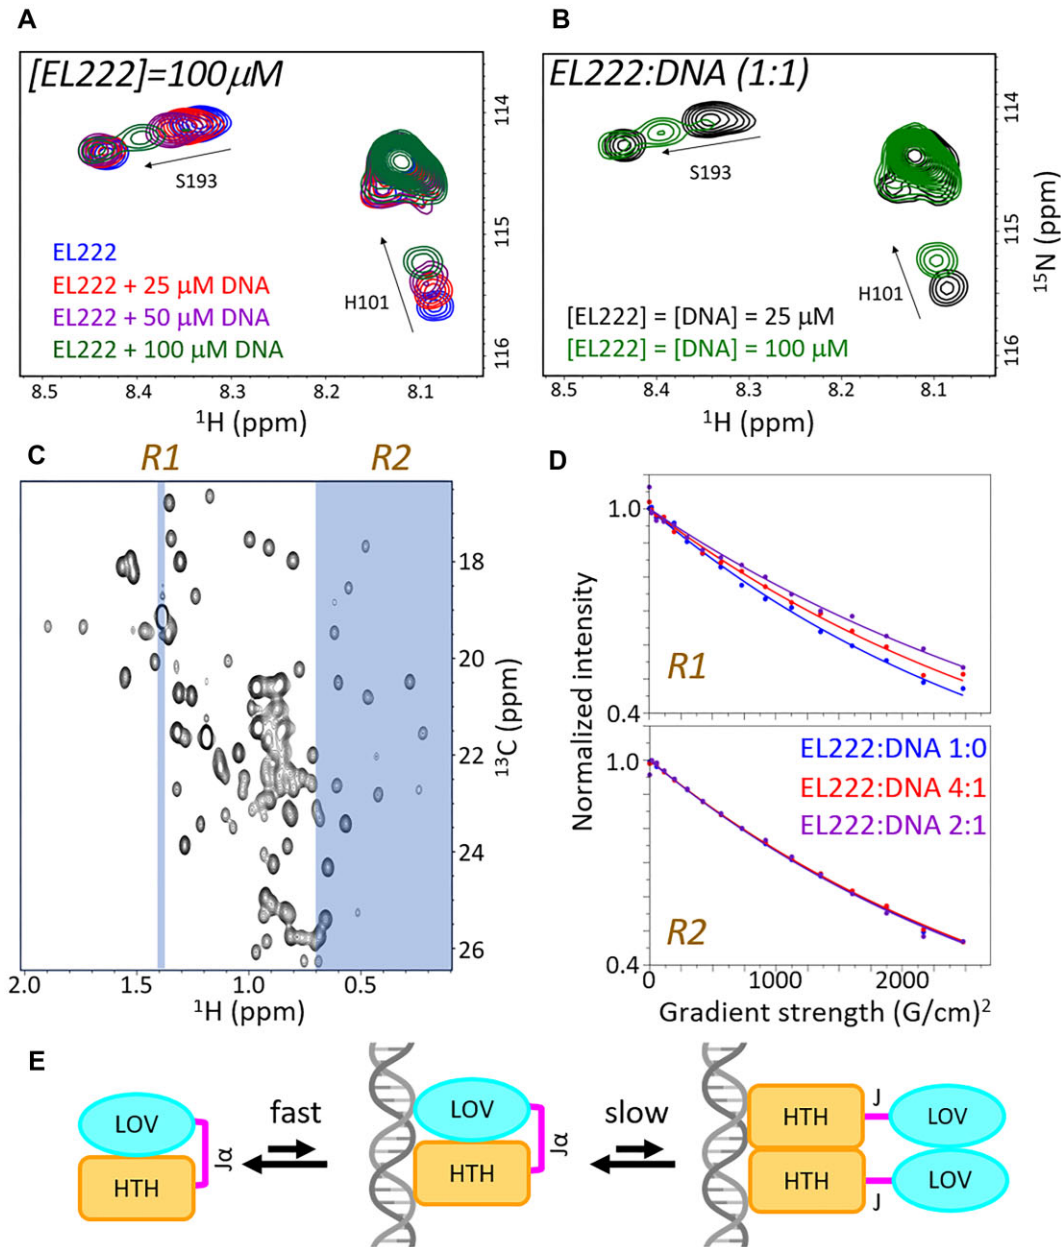 A
[EL222]=100μM
S193
H101
EL222
EL222 + 25 μM DNA
EL222 + 50 μM DNA
EL222 + 100 μM DNA
8.5 8.4 8.3 8.2 8.1
¹H (ppm)
114
115
116
B
EL222:DNA (1:1)
S193
H101
[EL222] = [DNA] = 25 μM
[EL222] = [DNA] = 100 μM
8.5 8.4 8.3 8.2 8.1
¹H (ppm)
114
115
116
¹⁵N (ppm)
C
R1 R2
18
20
22
24
26
¹³C (ppm)
2.0 1.5 1.0 0.5
¹H (ppm)
D
1.0
R1
0.4
Normalized intensity
1.0
EL222:DNA 1:0
EL222:DNA 4:1
EL222:DNA 2:1
R2
0.4
0 1000 2000
Gradient strength (G/cm)²
E
LOV
HTH
Jα
fast
LOV
HTH
Jα
slow
HTH J LOV
HTH J LOV